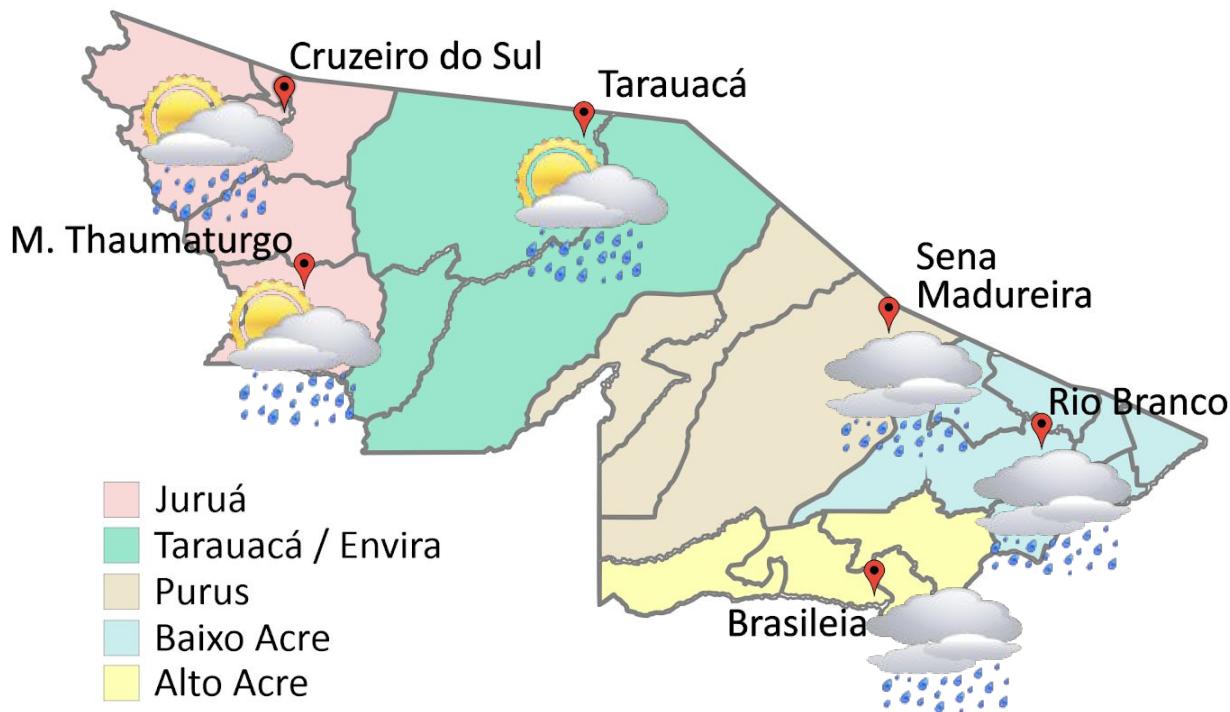 Cruzeiro do Sul
Tarauacá
M. Thaumaturgo
Sena
Madureira
Rio Branco
Brasileia
Juruá
Tarauacá / Envira
Purus
Baixo Acre
Alto Acre